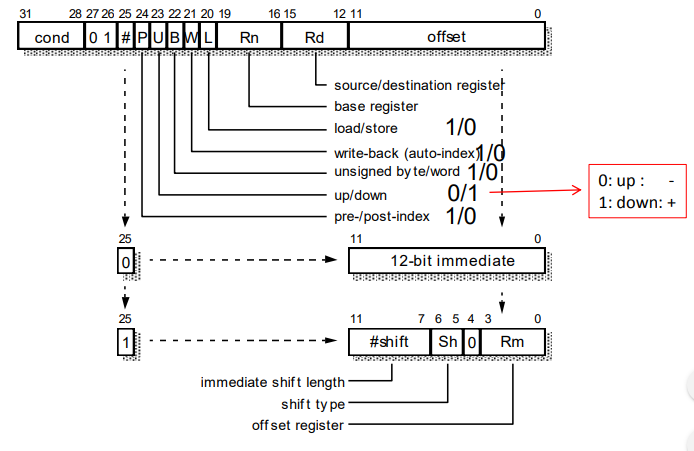 31 28 27 26 25 24 23 22 21 20 19 16 15 12 11 0
cond 0 1 # P U B W L Rn Rd offset
source/destination register
base register
load/store 1/0
write-back (auto-index) 1/0
unsigned byte/word 1/0
up/down 0/1
pre-/post-index 1/0
0: up : -
1: down: +
25 11 0
0 12-bit immediate
25 11 7 6 5 4 3 0
1 #shift Sh 0 Rm
immediate shift length
shift type
offset register